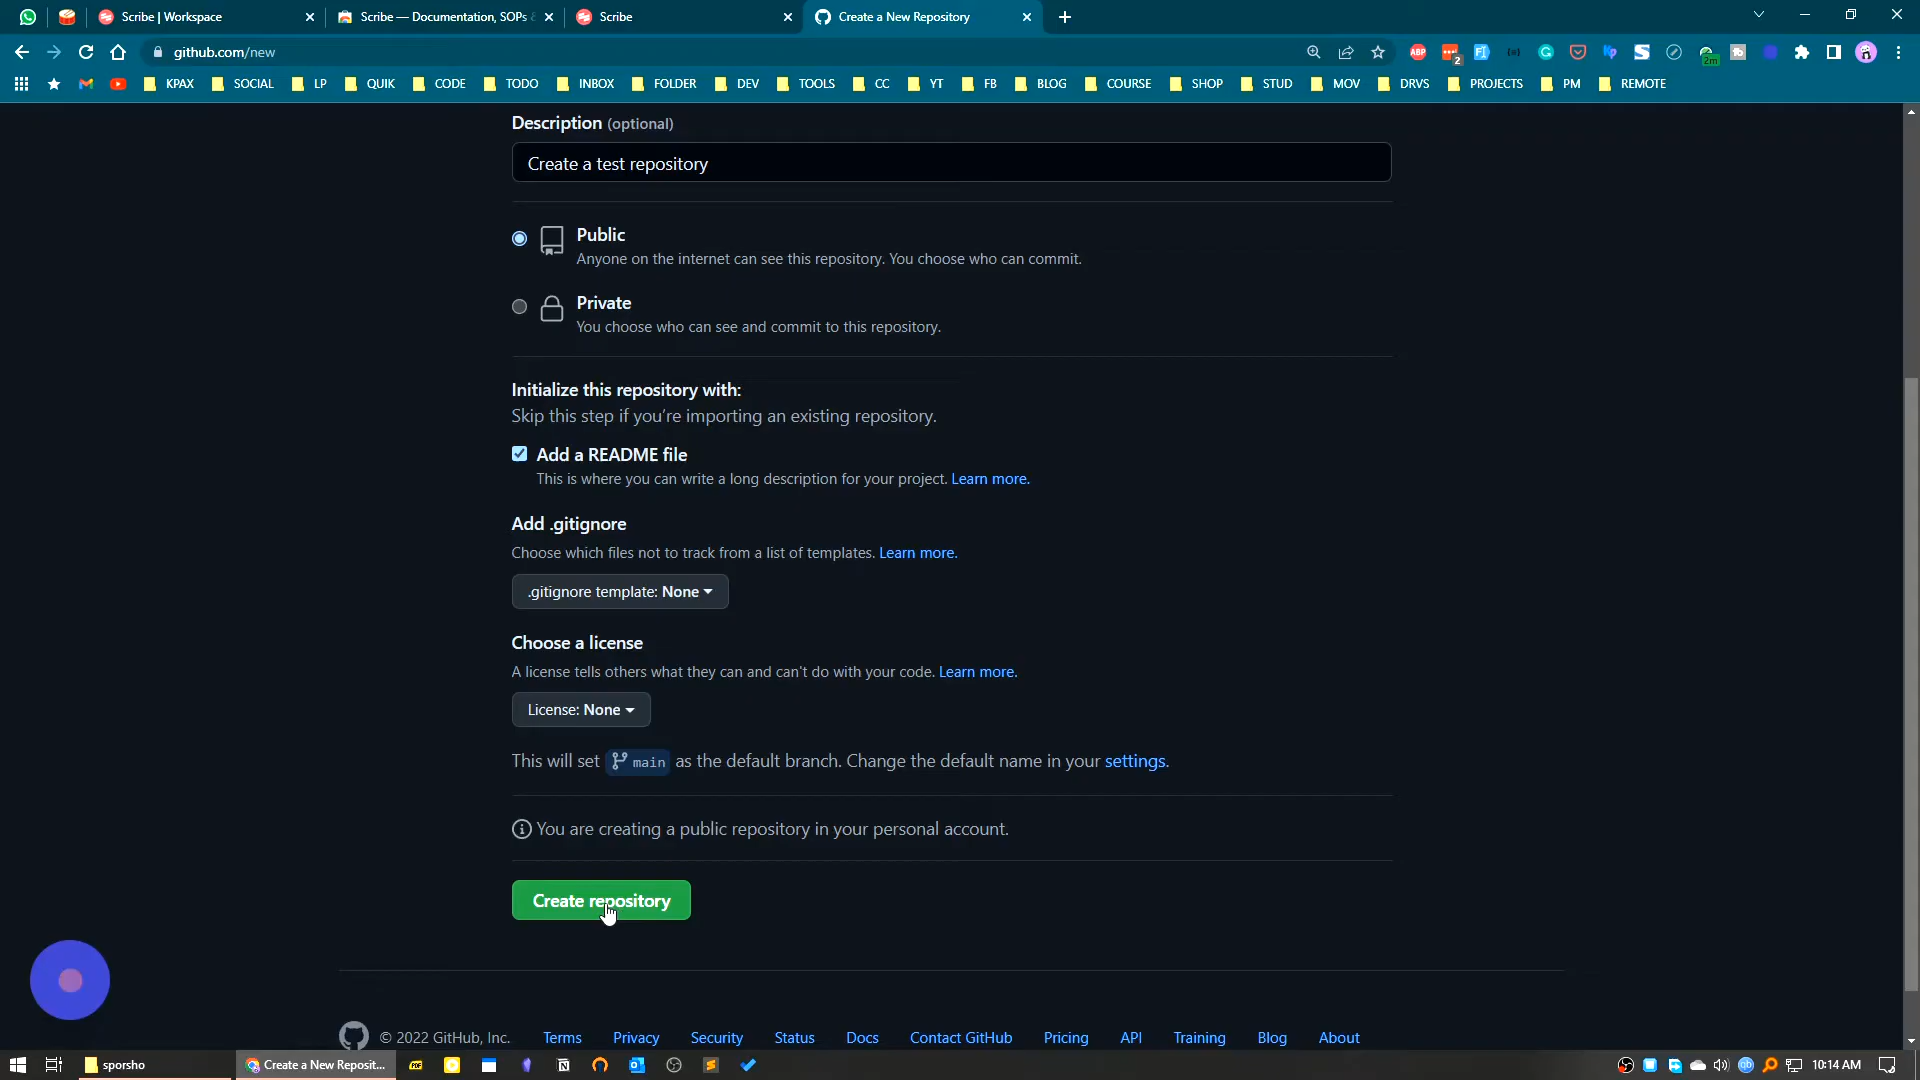 Scribe | Workspace
Scribe — Documentation, SOPs &
Scribe
Create a New Repository
github.com/new
2
2m
KPAX
SOCIAL
LP
QUIK
CODE
TODO
INBOX
FOLDER
DEV
TOOLS
CC
YT
FB
BLOG
COURSE
SHOP
STUD
MOV
DRVS
PROJECTS
PM
REMOTE
Description (optional)
Create a test repository
Public
Anyone on the internet can see this repository. You choose who can commit.
Private
You choose who can see and commit to this repository.
Initialize this repository with:
Skip this step if you're importing an existing repository.
Add a README file
This is where you can write a long description for your project. Learn more.
Add .gitignore
Choose which files not to track from a list of templates. Learn more.
.gitignore template: None
Choose a license
A license tells others what they can and can't do with your code. Learn more.
License: None
This will set main as the default branch. Change the default name in your settings.
You are creating a public repository in your personal account.
Create repository
© 2022 GitHub, Inc.
Terms
Privacy
Security
Status
Docs
Contact GitHub
Pricing
API
Training
Blog
About
sporsho
Create a New Reposit...
10:14 AM